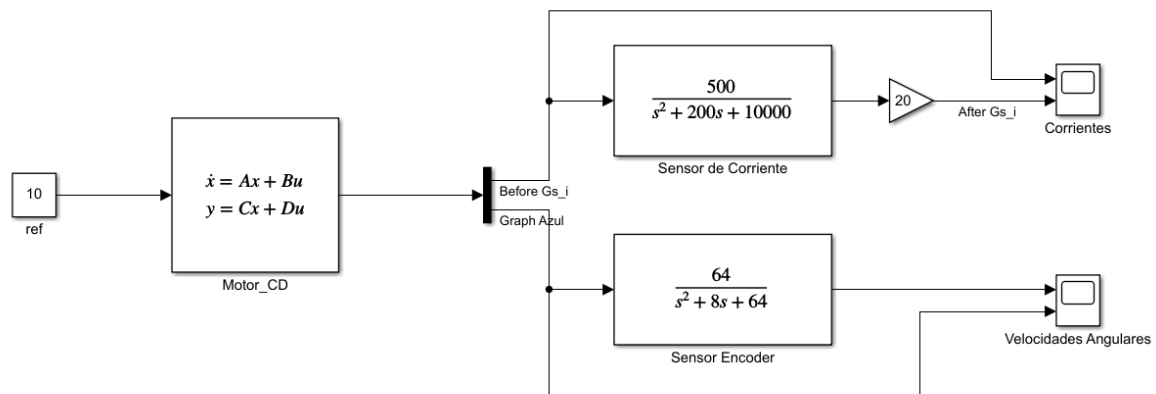 10
ref
ẋ = Ax + Bu
y = Cx + Du
Motor_CD
Before Gs_i
Graph Azul
500
s² + 200s + 10000
Sensor de Corriente
20
After Gs_i
Corrientes
64
s² + 8s + 64
Sensor Encoder
Velocidades Angulares